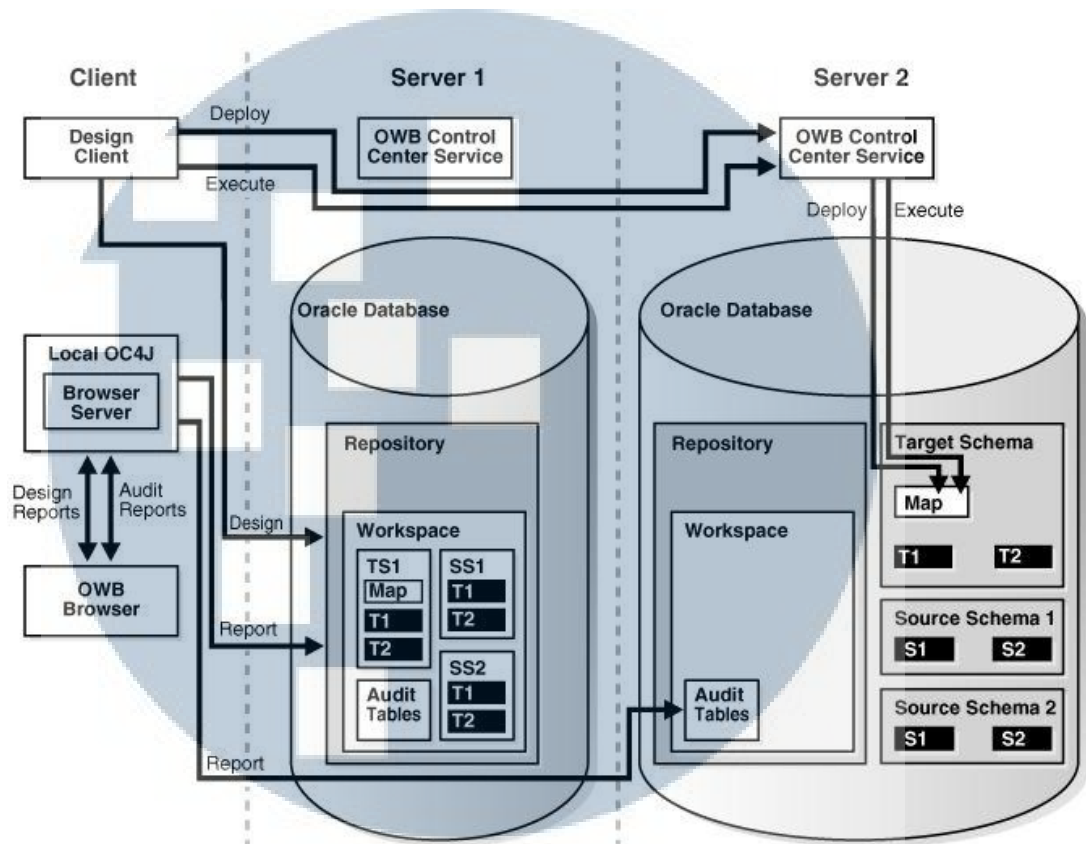 Client
Server 1
Server 2
Deploy
Design
Client
OWB Control
Center Service
OWB Control
Center Service
Execute
Deploy
Execute
Oracle Database
Oracle Database
Local OC4J
Browser
Server
Repository
Repository
Target Schema
Map
Design
Reports
Audit
Reports
Design
Workspace
Workspace
TS1
Map
T1
T2
SS1
T1
T2
T1
T2
OWB
Browser
Report
SS2
T1
T2
Audit
Tables
Audit
Tables
Source Schema 1
S1
S2
Source Schema 2
S1
S2
Report